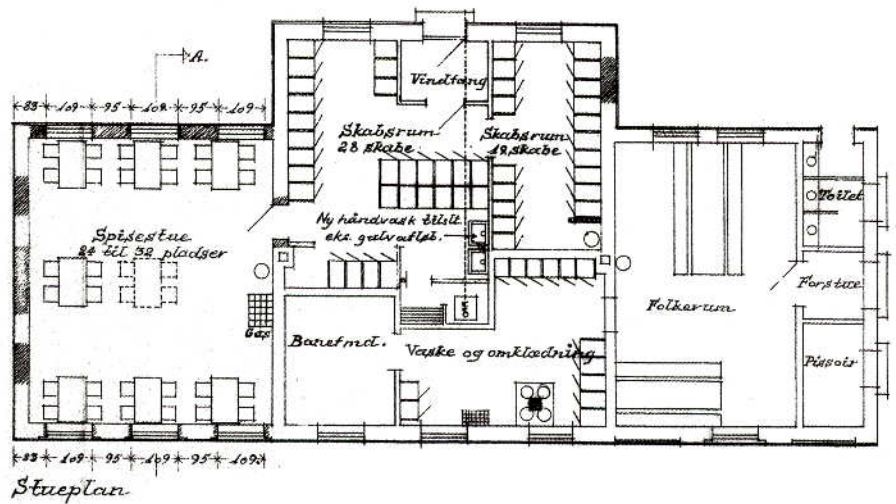 A.
83 109 95 109 95 109
Vindfang
Skabsrum
28 skabe
Skabsrum
19 skabe
Toilet
Ny håndvask tilslt.
eks. gulvafløb.
Spisestue
24 til 32 pladser
Forstue
Folkerum
Gas
Banefmd.
Vaske og omklædning
Pissoir
83 109 95 109 95 109
Stueplan